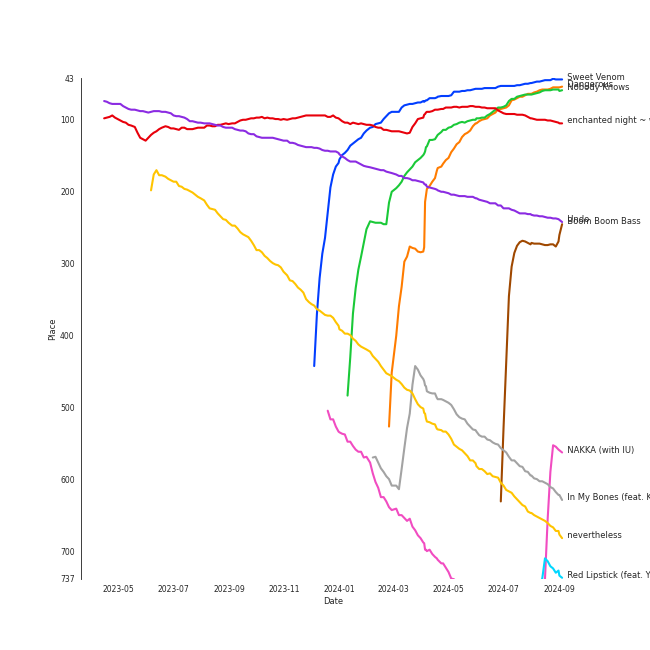 43
100
200
300
400
500
600
700
737
Place
2023-05
2023-07
2023-09
2023-11
2024-01
2024-03
2024-05
2024-07
2024-09
Date
Sweet Venom
Dangerous
Nobody Knows
enchanted night ~
Undo
Boom Boom Bass
NAKKA (with IU)
In My Bones (feat. K
nevertheless
Red Lipstick (feat. Y